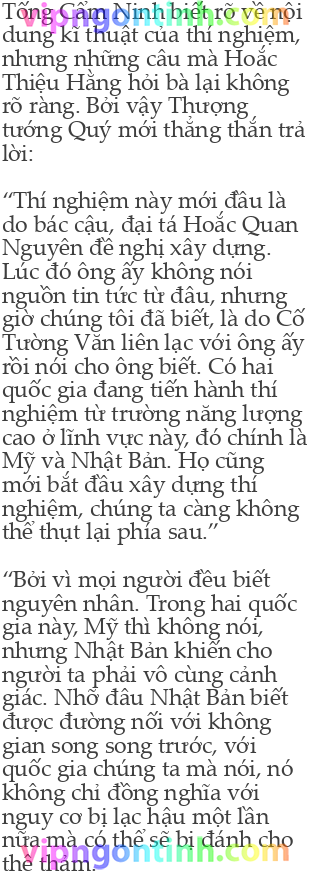 Tống Cẩm Ninh biết rõ về nội
dung kĩ thuật của thí nghiệm,
nhưng những câu mà Hoắc
Thiệu Hằng hỏi bà lại không
rõ ràng. Bởi vậy Thượng
tướng Quý mới thẳng thắn trả
lời:
“Thí nghiệm này mới đầu là
do bác cậu, đại tá Hoắc Quan
Nguyên đề nghị xây dựng.
Lúc đó ông ấy không nói
nguồn tin tức từ đâu, nhưng
giờ chúng tôi đã biết, là do Cố
Tường Văn liên lạc với ông ấy
rồi nói cho ông biết. Có hai
quốc gia đang tiến hành thí
nghiệm từ trường năng lượng
cao ở lĩnh vực này, đó chính là
Mỹ và Nhật Bản. Họ cũng
mới bắt đầu xây dựng thí
nghiệm, chúng ta càng không
thể thụt lại phía sau.”
“Bởi vì mọi người đều biết
nguyên nhân. Trong hai quốc
gia này, Mỹ thì không nói,
nhưng Nhật Bản khiến cho
người ta phải vô cùng cảnh
giác. Nhỡ đâu Nhật Bản biết
được đường nối với không
gian song song trước, với
quốc gia chúng ta mà nói, nó
không chỉ đồng nghĩa với
nguy cơ bị lạc hậu một lần
nữa mà có thể sẽ bị đánh cho
thê thảm.
vipngontinh.com
vipngontinh.com